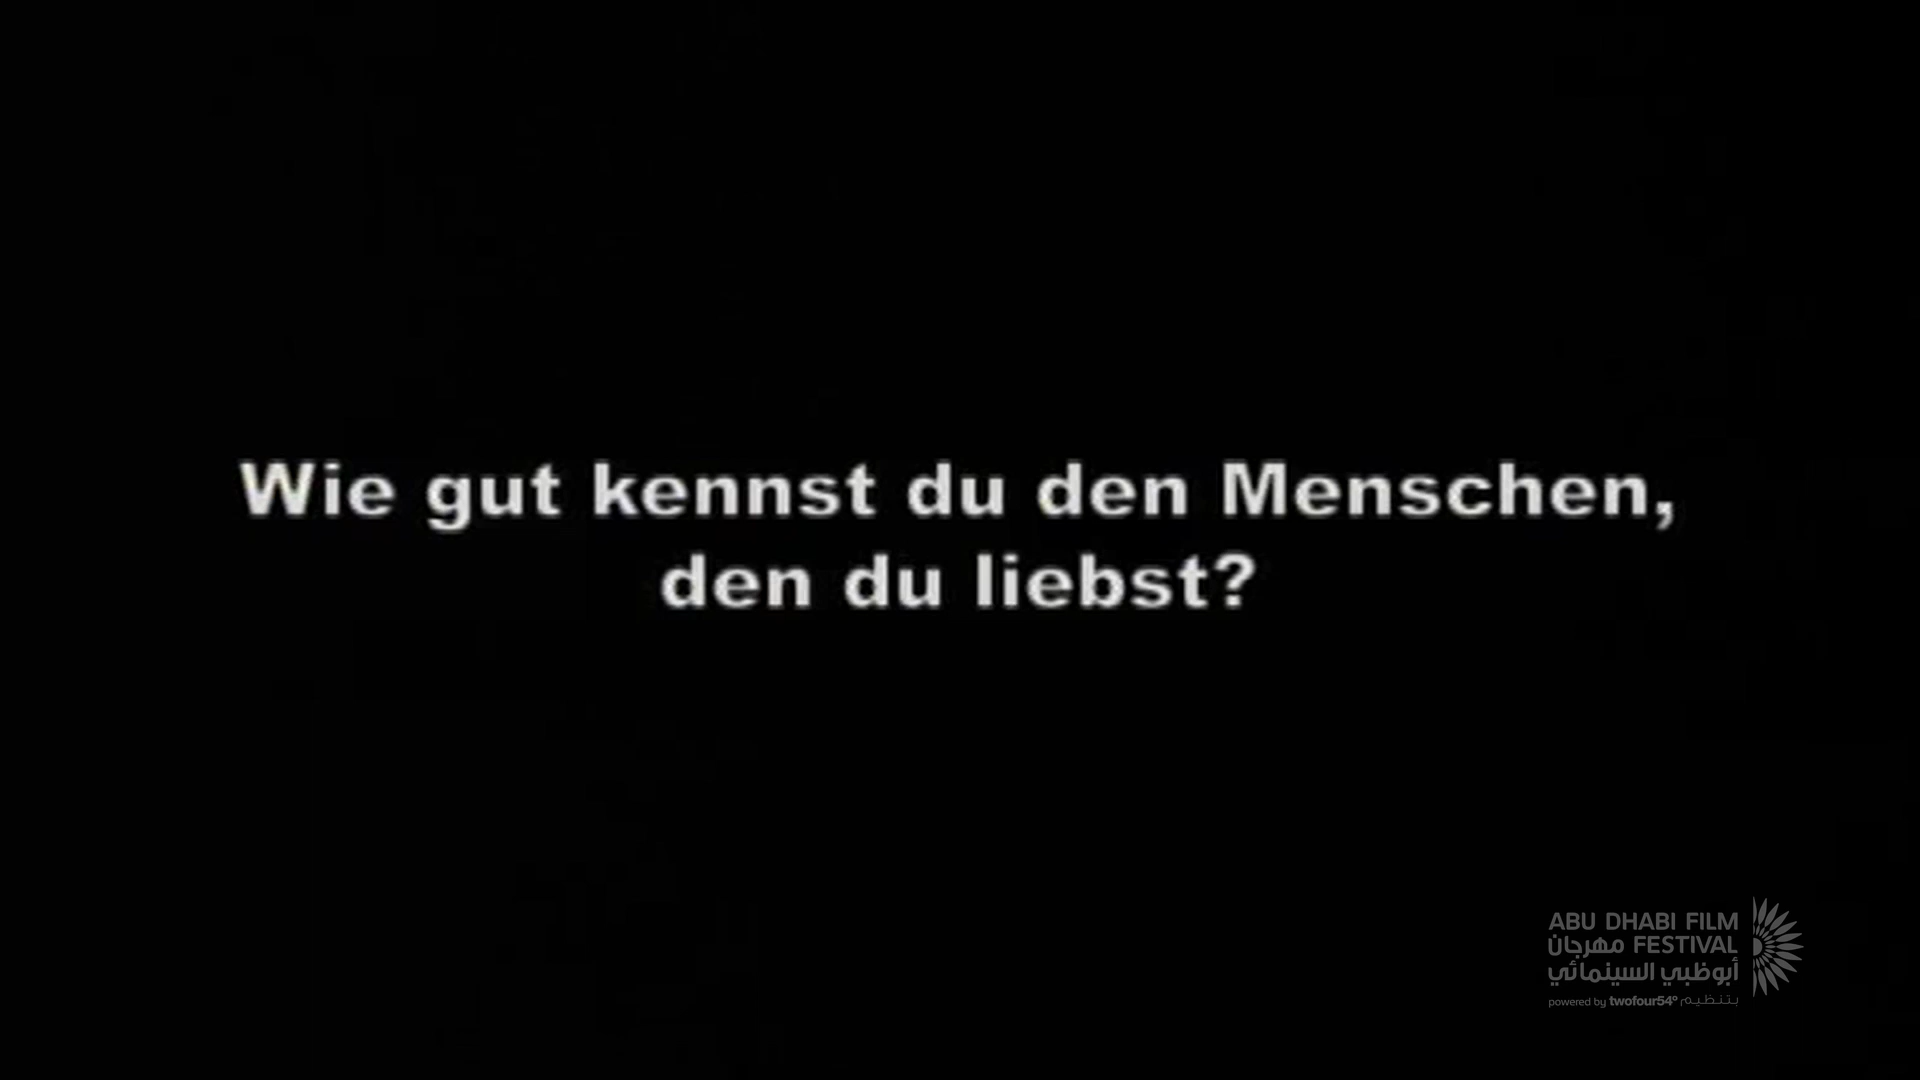 Wie gut kennst du den Menschen,
den du liebst?
ABU DHABI FILM
مهرجان FESTIVAL
أبوظبي السينمائي
powered by twofour54° بتنظيم